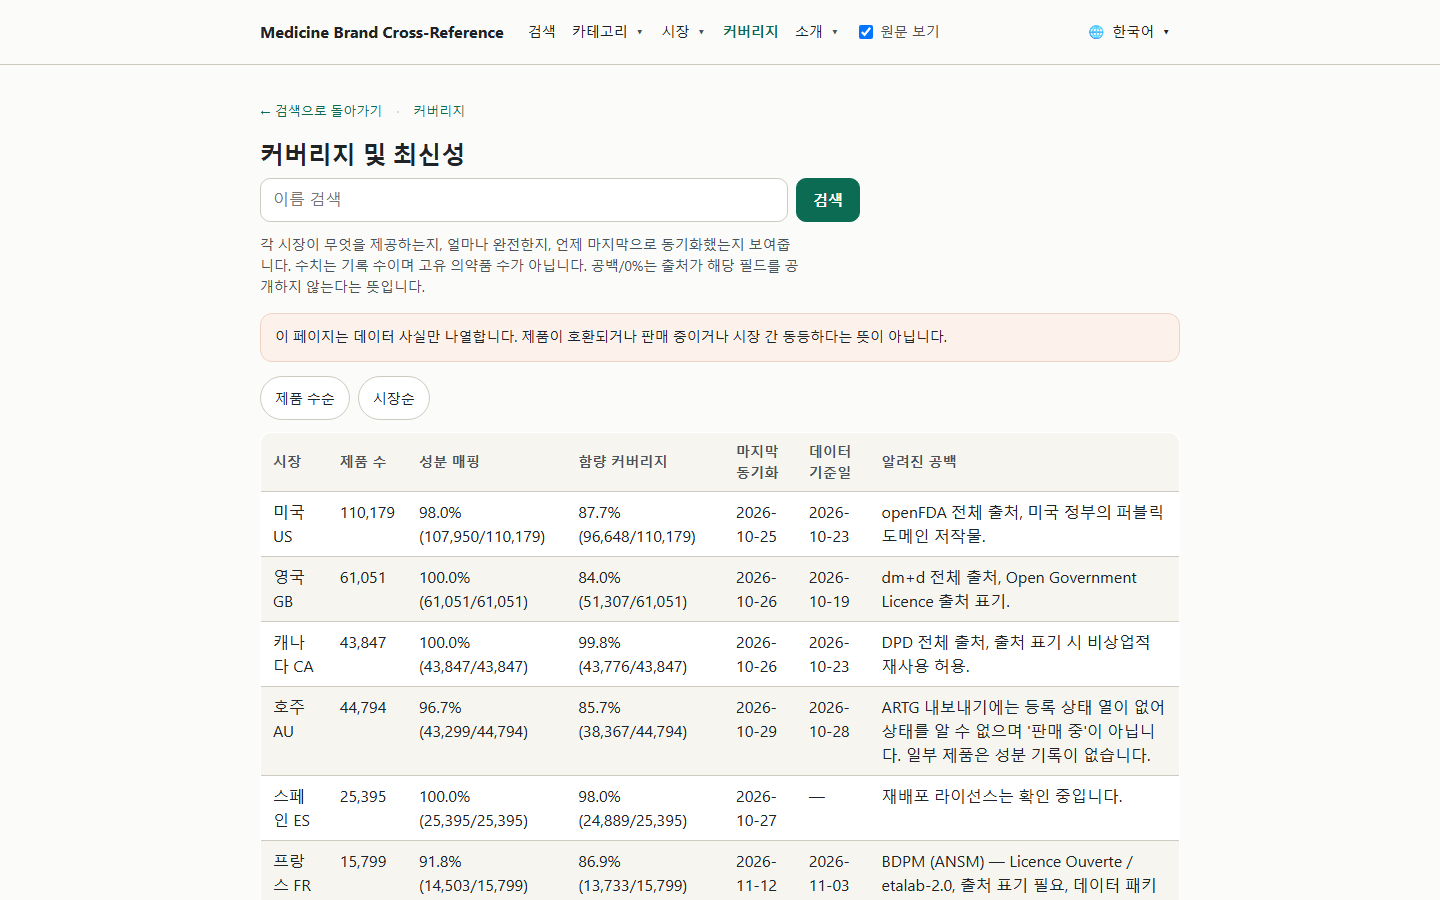 Medicine Brand Cross-Reference 검색 카테고리 ▾ 시장 ▾ 커버리지 소개 ▾ 원문 보기 🌐 한국어 ▾
← 검색으로 돌아가기 · 커버리지
커버리지 및 최신성
이름 검색 검색
각 시장이 무엇을 제공하는지, 얼마나 완전한지, 언제 마지막으로 동기화했는지 보여줍
니다. 수치는 기록 수이며 고유 의약품 수가 아닙니다. 공백/0%는 출처가 해당 필드를 공
개하지 않는다는 뜻입니다.
이 페이지는 데이터 사실만 나열합니다. 제품이 호환되거나 판매 중이거나 시장 간 동등하다는 뜻이 아닙니다.
제품 수순 시장순
시장 제품 수 성분 매핑 함량 커버리지 마지막 데이터 알려진 공백
동기화 기준일
미국 110,179 98.0% 87.7% 2026- 2026- openFDA 전체 출처, 미국 정부의 퍼블릭
US (107,950/110,179) (96,648/110,179) 10-25 10-23 도메인 저작물.
영국 61,051 100.0% 84.0% 2026- 2026- dm+d 전체 출처, Open Government
GB (61,051/61,051) (51,307/61,051) 10-26 10-19 Licence 출처 표기.
캐나 43,847 100.0% 99.8% 2026- 2026- DPD 전체 출처, 출처 표기 시 비상업적
다 CA (43,847/43,847) (43,776/43,847) 10-26 10-23 재사용 허용.
호주 44,794 96.7% 85.7% 2026- 2026- ARTG 내보내기에는 등록 상태 열이 없어
AU (43,299/44,794) (38,367/44,794) 10-29 10-28 상태를 알 수 없으며 '판매 중'이 아닙니
다. 일부 제품은 성분 기록이 없습니다.
스페 25,395 100.0% 98.0% 2026- — 재배포 라이선스는 확인 중입니다.
인 ES (25,395/25,395) (24,889/25,395) 10-27
프랑 15,799 91.8% 86.9% 2026- 2026- BDPM (ANSM) — Licence Ouverte /
스 FR (14,503/15,799) (13,733/15,799) 11-12 11-03 etalab-2.0, 출처 표기 필요, 데이터 패키